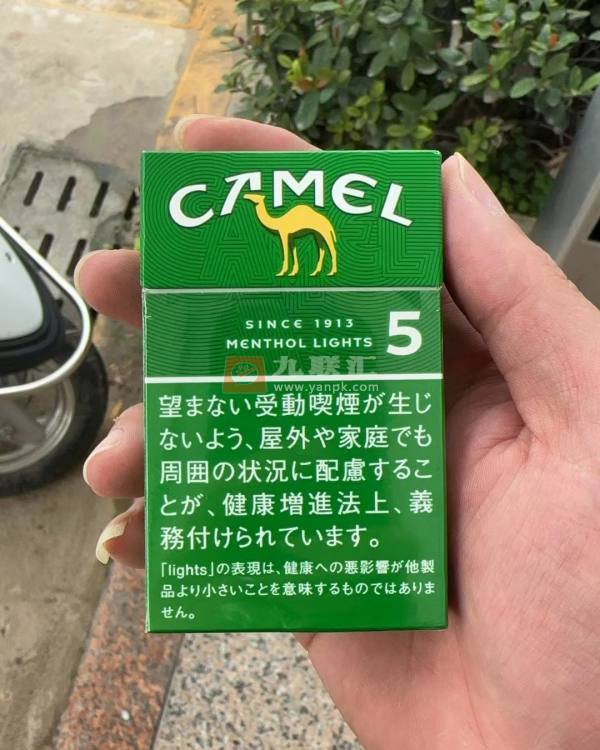 CAMEL
SINCE 1913
MENTHOL LIGHTS 5
九联汇
www.yanpk.com
望まない受動喫煙が生じ
ないよう、屋外や家庭でも
周囲の状況に配慮するこ
とが、健康増進法上、義
務付けられています。
「lights」の表現は、健康への悪影響が他製
品より小さいことを意味するものではありま
せん。